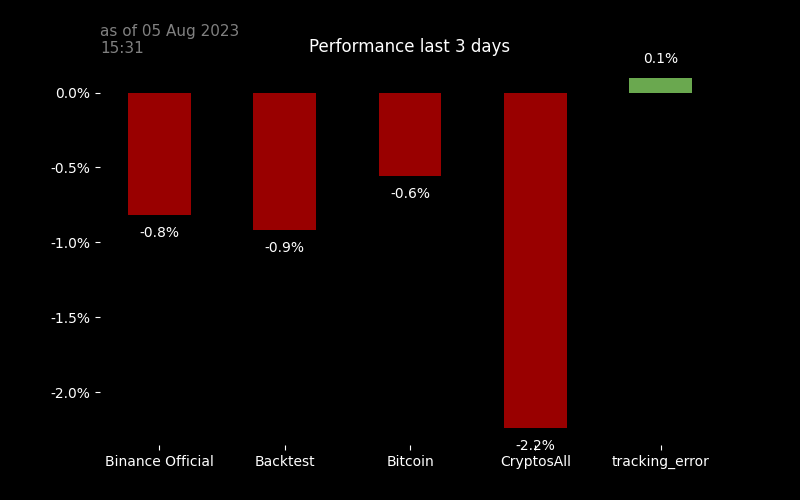 as of 05 Aug 2023
15:31
Performance last 3 days
0.1%
0.0%
-0.5%
-0.6%
-0.8%
-0.9%
-1.0%
-1.5%
-2.0%
-2.2%
Binance Official
Backtest
Bitcoin
CryptosAll
tracking_error